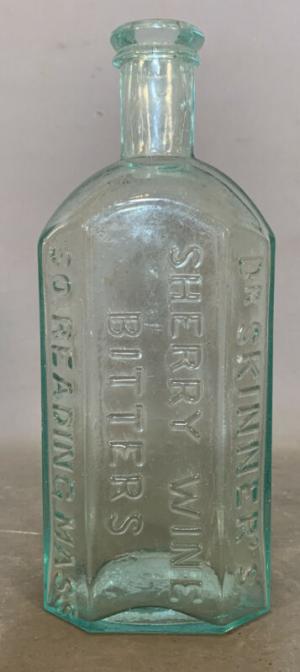 DR SKINNER'S
SHERRY WINE
BITTERS
SO READING MASS